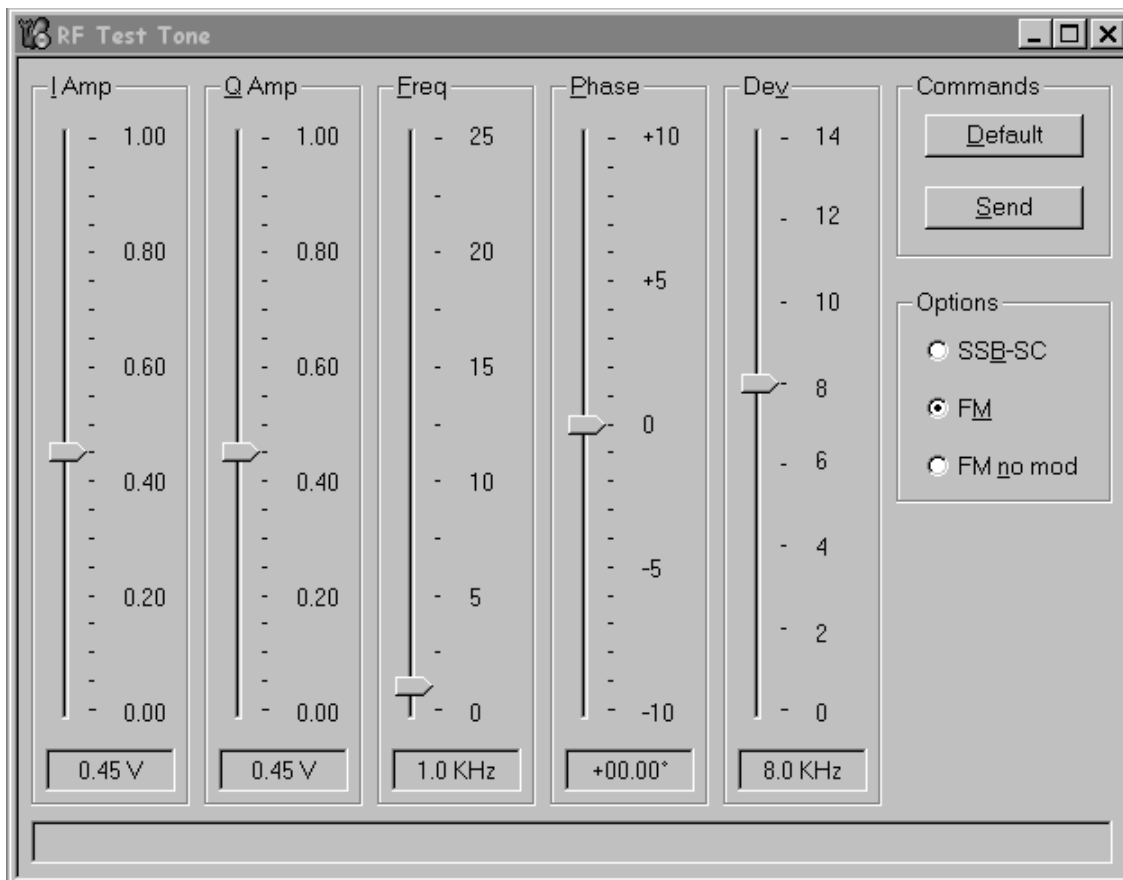 RF Test Tone
I Amp
1.00
0.80
0.60
0.40
0.20
0.00
0.45 V
Q Amp
1.00
0.80
0.60
0.40
0.20
0.00
0.45 V
Freq
25
20
15
10
5
0
1.0 KHz
Phase
+10
+5
0
-5
-10
+00.00°
Dev
14
12
10
8
6
4
2
0
8.0 KHz
Commands
Default
Send
Options
SSB-SC
FM
FM no mod